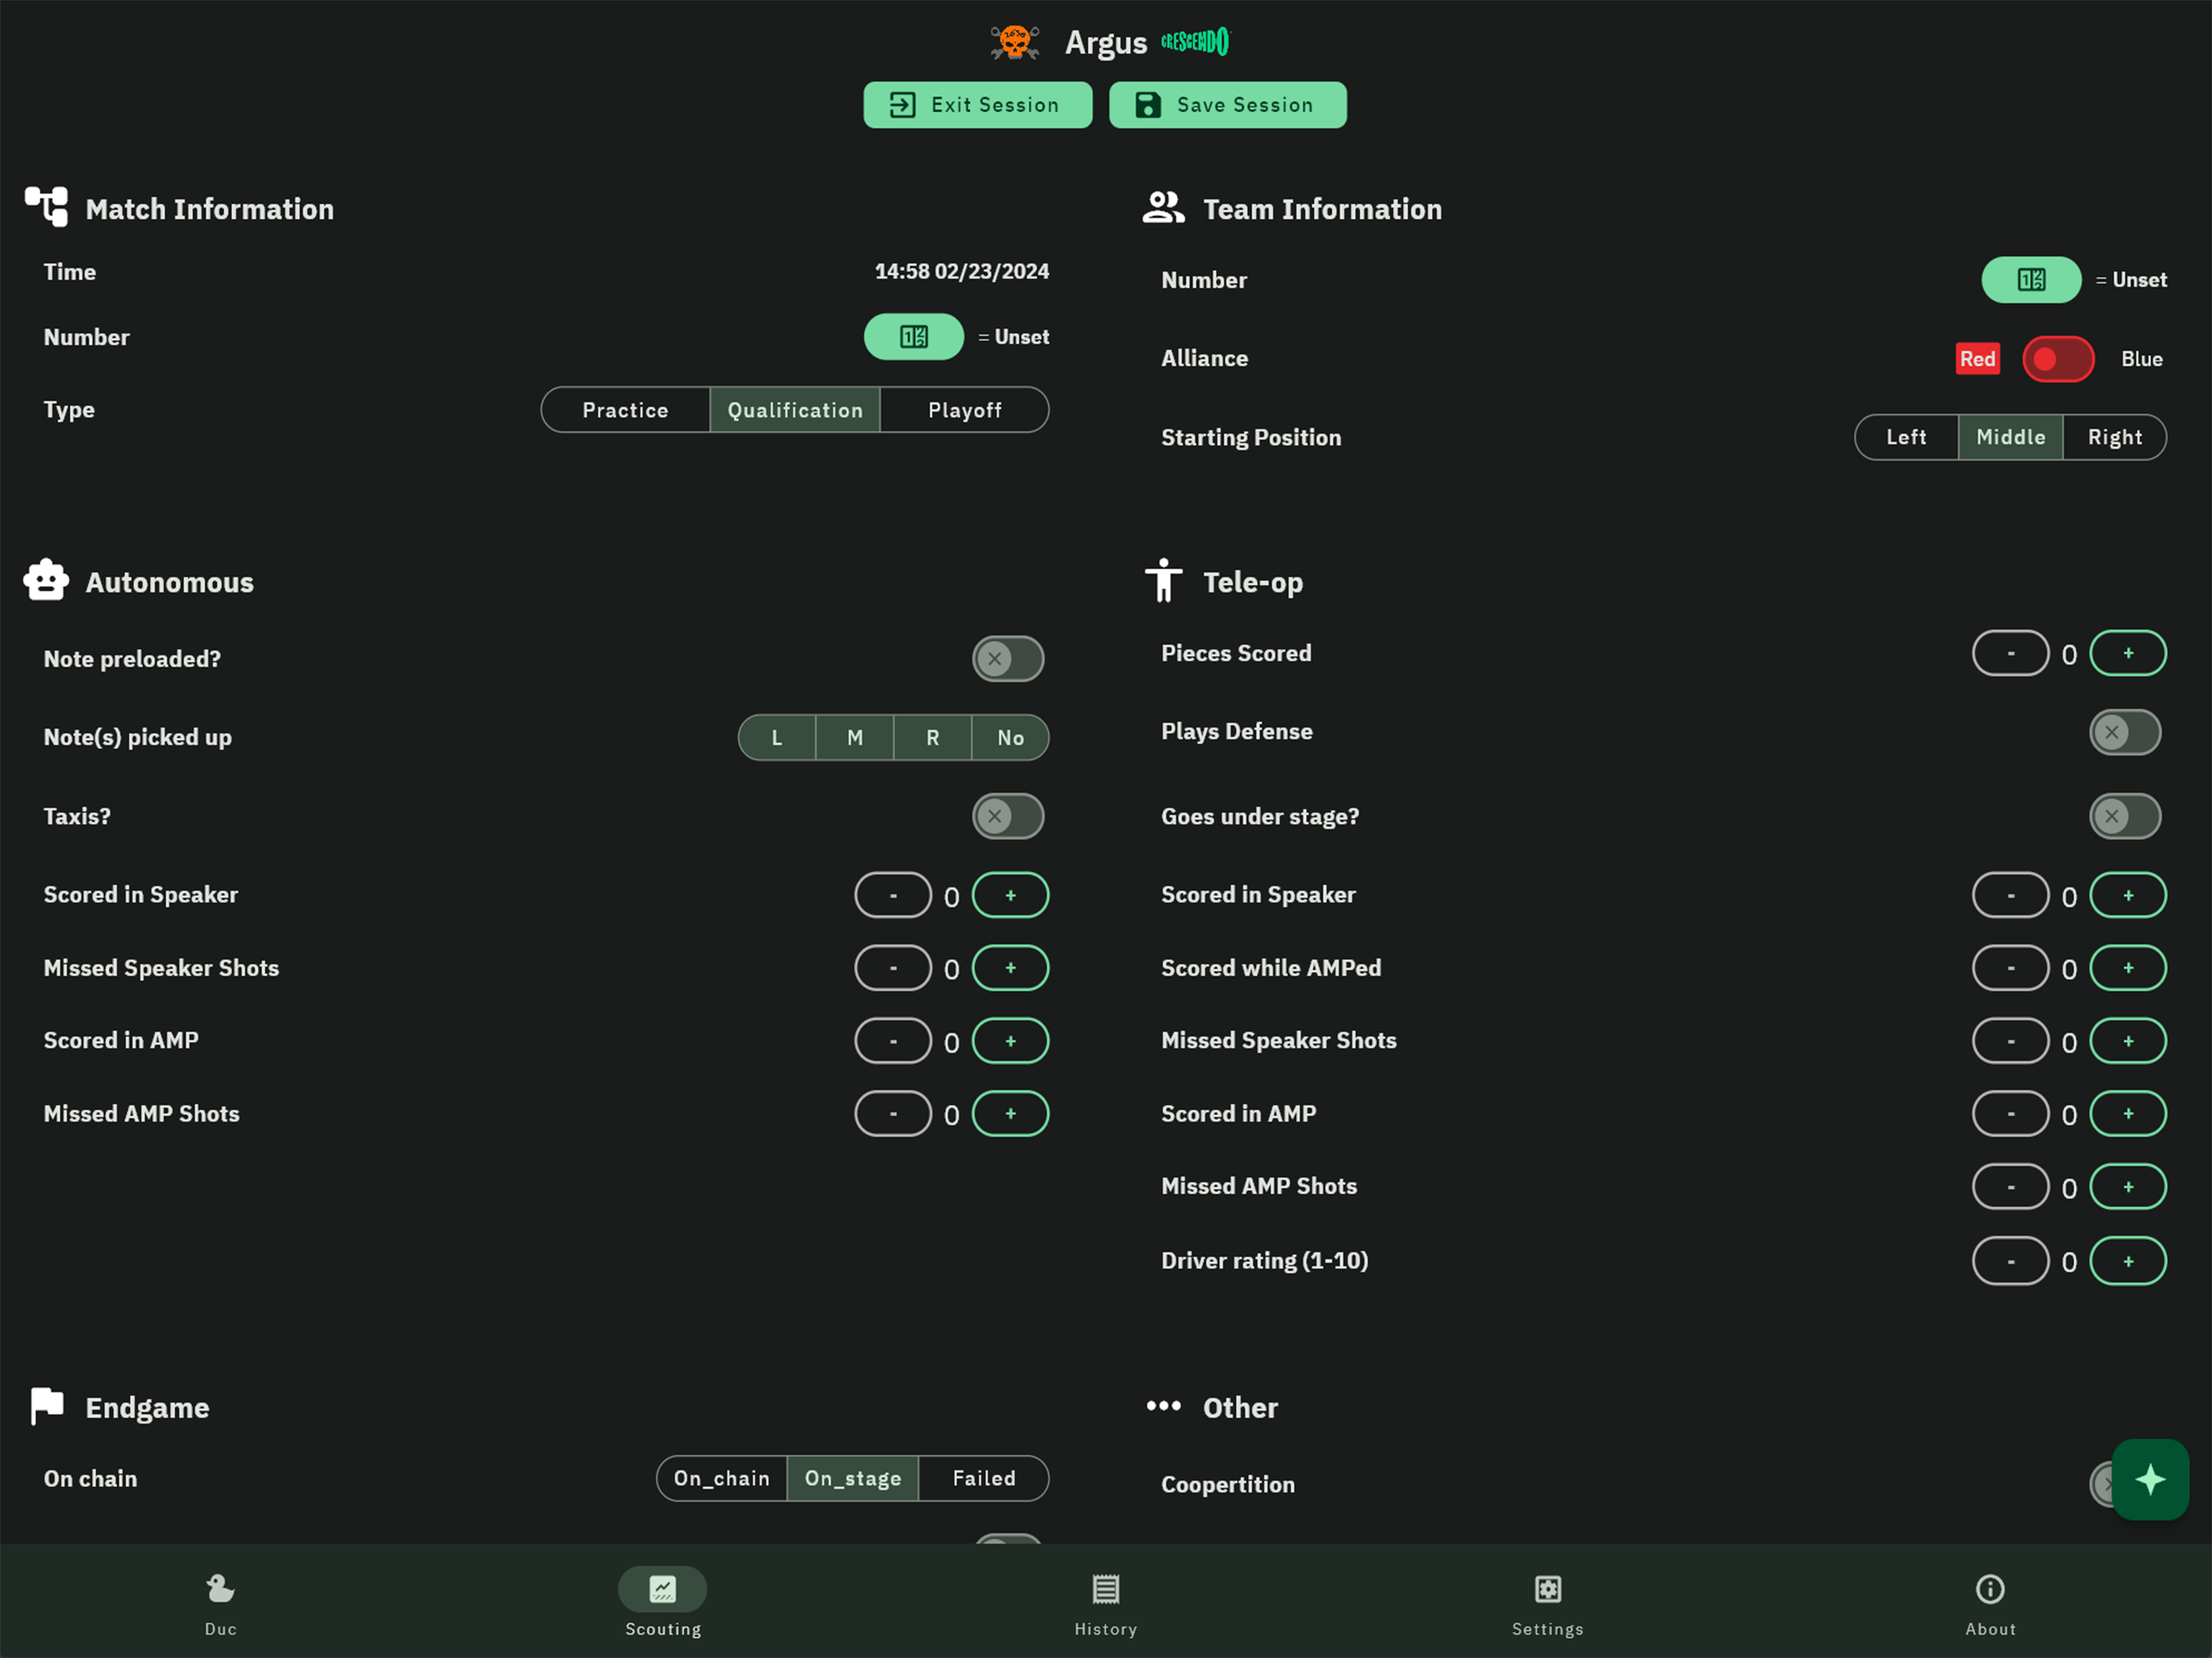 Argus CRESCENDO
Exit Session
Save Session
Match Information
Time 14:58 02/23/2024
Number = Unset
Type Practice Qualification Playoff
Team Information
Number = Unset
Alliance Red Blue
Starting Position Left Middle Right
Autonomous
Note preloaded?
Note(s) picked up L M R No
Taxis?
Scored in Speaker - 0 +
Missed Speaker Shots - 0 +
Scored in AMP - 0 +
Missed AMP Shots - 0 +
Tele-op
Pieces Scored - 0 +
Plays Defense
Goes under stage?
Scored in Speaker - 0 +
Scored while AMPed - 0 +
Missed Speaker Shots - 0 +
Scored in AMP - 0 +
Missed AMP Shots - 0 +
Driver rating (1-10) - 0 +
Endgame
On chain On_chain On_stage Failed
Other
Coopertition
Duc
Scouting
History
Settings
About